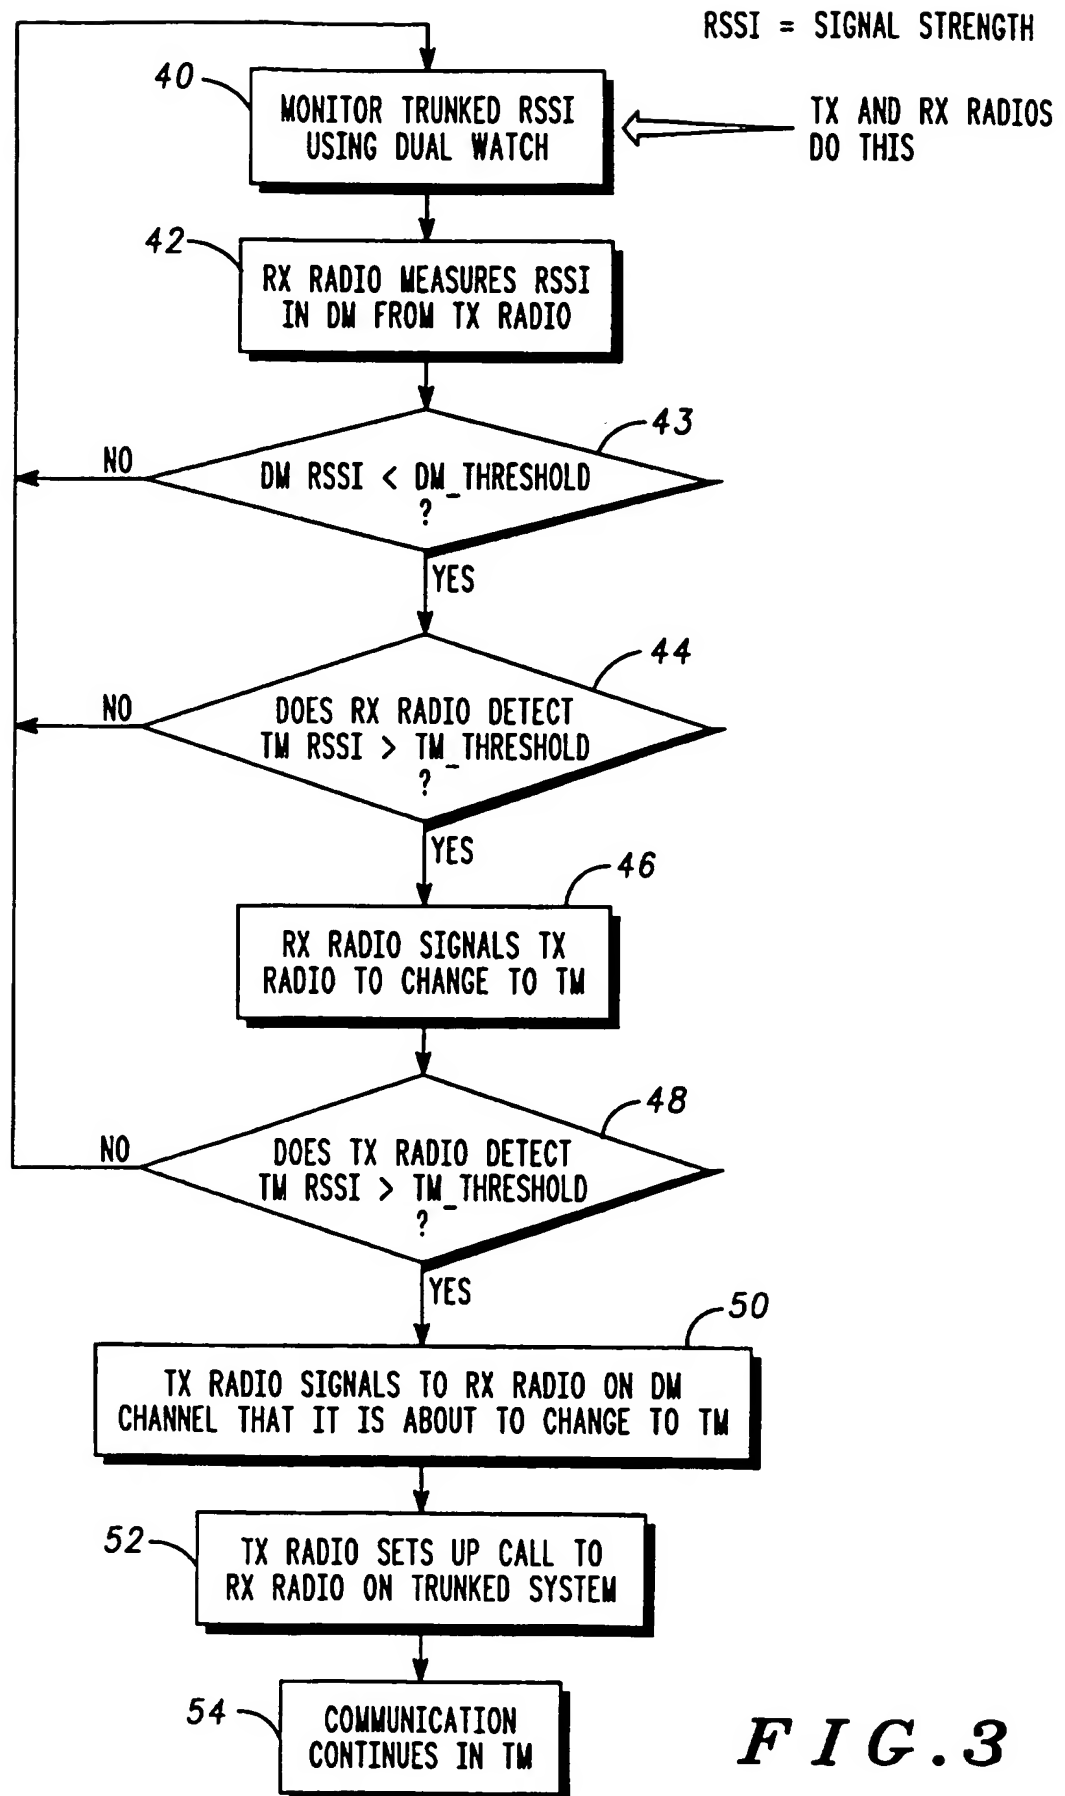 RSSI = SIGNAL STRENGTH
40
MONITOR TRUNKED RSSI
USING DUAL WATCH
TX AND RX RADIOS
DO THIS
42
RX RADIO MEASURES RSSI
IN DM FROM TX RADIO
43
NO
DM RSSI < DM_THRESHOLD
?
YES
44
NO
DOES RX RADIO DETECT
TM RSSI > TM_THRESHOLD
?
YES
46
RX RADIO SIGNALS TX
RADIO TO CHANGE TO TM
48
NO
DOES TX RADIO DETECT
TM RSSI > TM_THRESHOLD
?
YES
50
TX RADIO SIGNALS TO RX RADIO ON DM
CHANNEL THAT IT IS ABOUT TO CHANGE TO TM
52
TX RADIO SETS UP CALL TO
RX RADIO ON TRUNKED SYSTEM
54
COMMUNICATION
CONTINUES IN TM
FIG.3